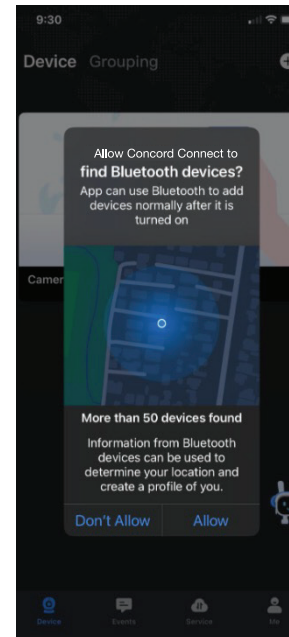 9:30
Device Grouping
Allow Concord Connect to
find Bluetooth devices?
App can use Bluetooth to add
devices normally after it is
turned on
Camer
More than 50 devices found
Information from Bluetooth
devices can be used to
determine your location and
create a profile of you.
Don't Allow Allow
Device Events Service Me